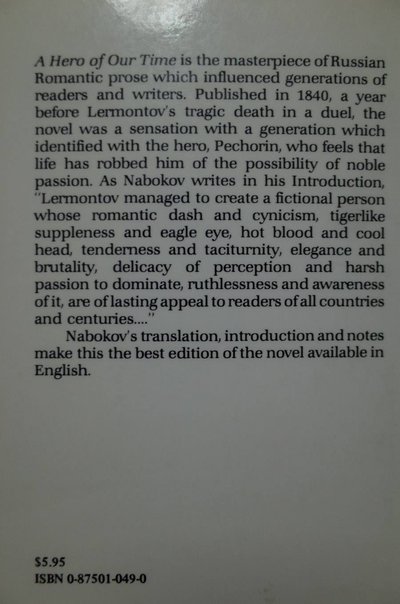 A Hero of Our Time is the masterpiece of Russian
Romantic prose which influenced generations of
readers and writers. Published in 1840, a year
before Lermontov's tragic death in a duel, the
novel was a sensation with a generation which
identified with the hero, Pechorin, who feels that
life has robbed him of the possibility of noble
passion. As Nabokov writes in his Introduction,
"Lermontov managed to create a fictional person
whose romantic dash and cynicism, tigerlike
suppleness and eagle eye, hot blood and cool
head, tenderness and taciturnity, elegance and
brutality, delicacy of perception and harsh
passion to dominate, ruthlessness and awareness
of it, are of lasting appeal to readers of all countries
and centuries...."
Nabokov's translation, introduction and notes
make this the best edition of the novel available in
English.
$5.95
ISBN 0-87501-049-0